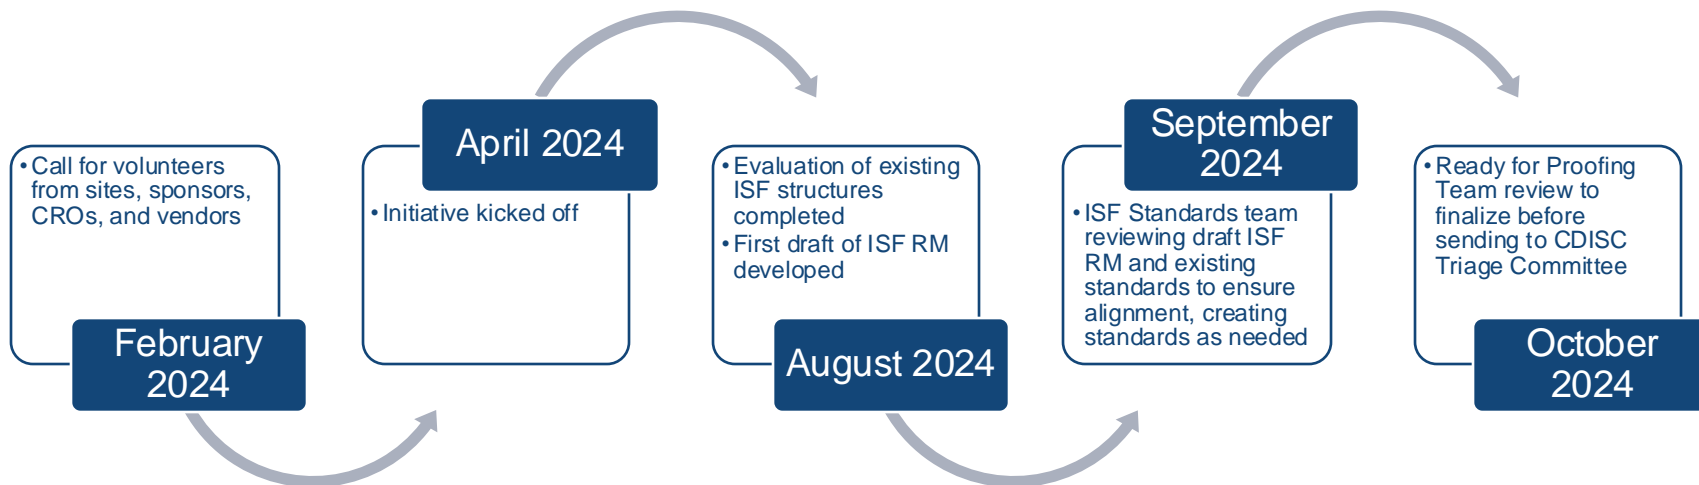 • Call for volunteers
from sites, sponsors,
CROs, and vendors
February
2024
April 2024
• Initiative kicked off
• Evaluation of existing
ISF structures
completed
• First draft of ISF RM
developed
August 2024
September
2024
• ISF Standards team
reviewing draft ISF
RM and existing
standards to ensure
alignment, creating
standards as needed
• Ready for Proofing
Team review to
finalize before
sending to CDISC
Triage Committee
October
2024